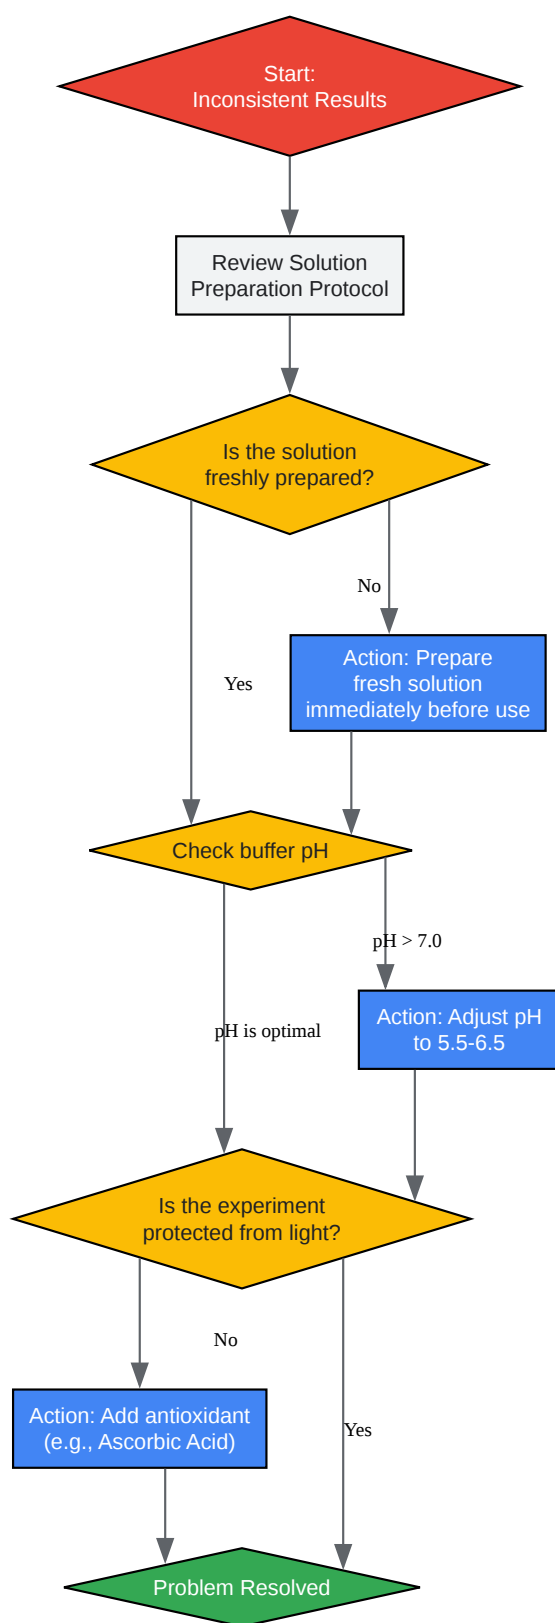 Start:
Inconsistent Results
Review Solution
Preparation Protocol
Is the solution
freshly prepared?
No
Action: Prepare
fresh solution
immediately before use
Yes
Check buffer pH
pH > 7.0
Action: Adjust pH
to 5.5-6.5
pH is optimal
Is the experiment
protected from light?
No
Action: Add antioxidant
(e.g., Ascorbic Acid)
Yes
Problem Resolved